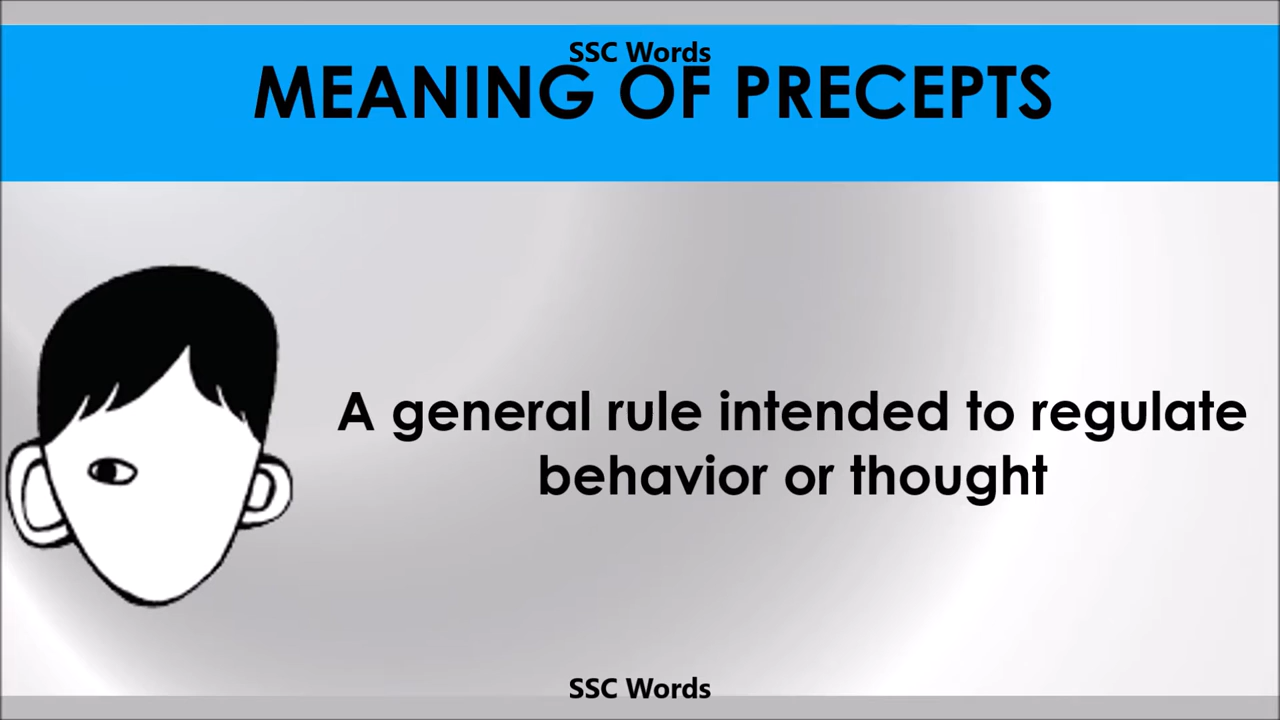 SSC Words
MEANING OF PRECEPTS
A general rule intended to regulate
behavior or thought
SSC Words